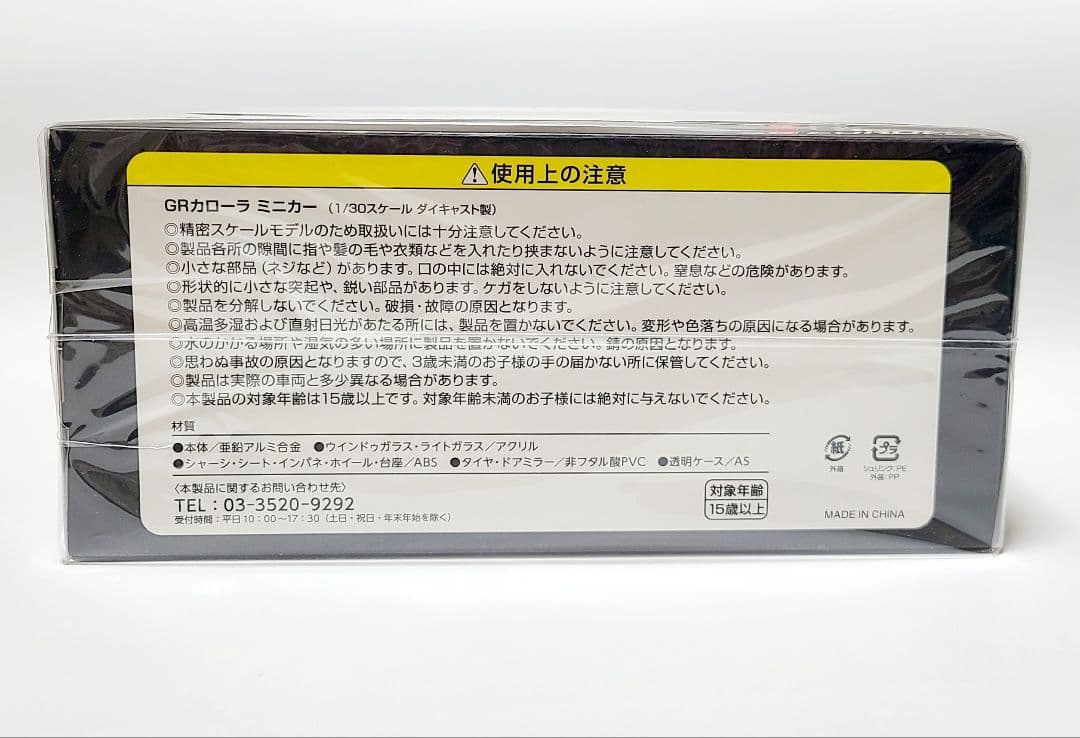 ⚠使用上の注意
GRカローラ ミニカー (1/30スケール ダイキャスト製)
◎精密スケールモデルのため取扱いには十分注意してください。
◎製品各所の隙間に指や髪の毛や衣類などを入れたり挟まないように注意してください。
◎小さな部品(ネジなど)があります。口の中には絶対に入れないでください。窒息などの危険があります。
◎形状的に小さな突起や、鋭い部品があります。ケガをしないように注意してください。
◎製品を分解しないでください。破損・故障の原因となります。
◎高温多湿および直射日光があたる所には、製品を置かないでください。変形や色落ちの原因になる場合があります。
◎水のかかる場所や湿気の多い場所に製品を置かないでください。錆の原因となります。
◎思わぬ事故の原因となりますので、3歳未満のお子様の手の届かない所に保管してください。
◎製品は実際の車両と多少異なる場合があります。
◎本製品の対象年齢は15歳以上です。対象年齢未満のお子様には絶対に与えないでください。
材質
●本体/亜鉛アルミ合金 ●ウインドゥガラス・ライトガラス/アクリル
●シャーシ・シート・インパネ・ホイール・台座/ABS ●タイヤ・ドアミラー/非フタル酸PVC ●透明ケース/AS
〈本製品に関するお問い合わせ先〉
TEL:03-3520-9292
受付時間:平日10:00〜17:30(土日・祝日・年末年始を除く)
対象年齢
15歳以上
紙
外箱
プラ
シュリンク:PE
外装:PP
MADE IN CHINA